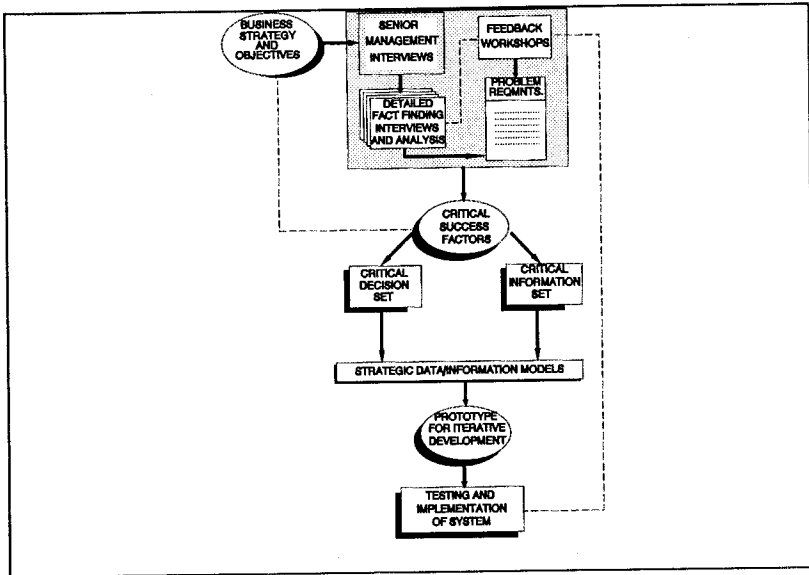 BUSINESS
STRATEGY
AND
OBJECTIVES
SENIOR
MANAGEMENT
INTERVIEWS
FEEDBACK
WORKSHOPS
DETAILED
FACT FINDING
INTERVIEWS
AND ANALYSIS
PROBLEM
REQMNTS.
CRITICAL
SUCCESS
FACTORS
CRITICAL
DECISION
SET
CRITICAL
INFORMATION
SET
STRATEGIC DATA/INFORMATION MODELS
PROTOTYPE
FOR ITERATIVE
DEVELOPMENT
TESTING AND
IMPLEMENTATION
OF SYSTEM